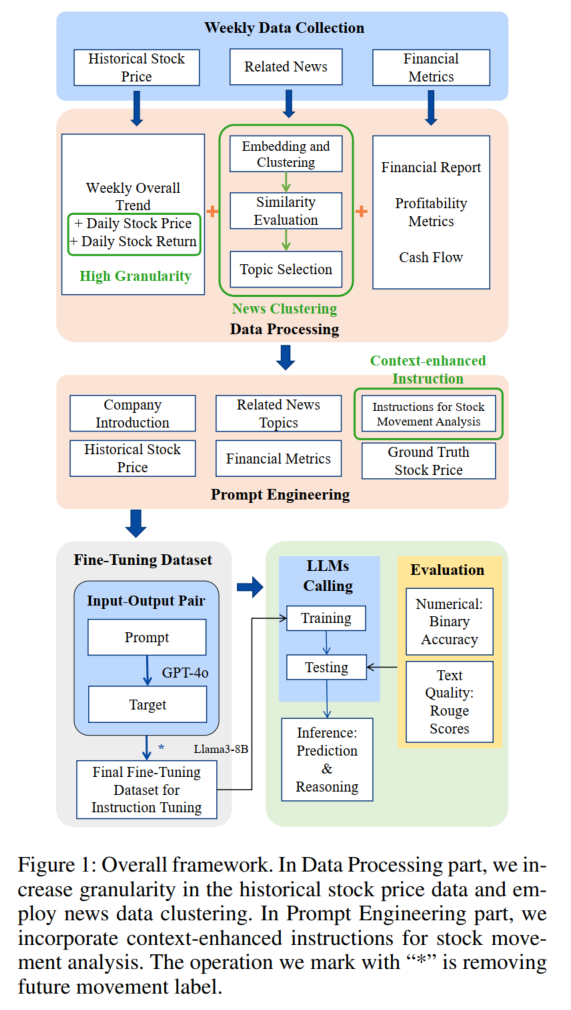 Weekly Data Collection
Historical Stock
Price
Related News
Financial
Metrics
Weekly Overall
Trend
+ Daily Stock Price
+ Daily Stock Return
High Granularity
+
Embedding and
Clustering
Similarity
Evaluation
Topic Selection
News Clustering
+
Financial Report
Profitability
Metrics
Cash Flow
Data Processing
Context-enhanced
Instruction
Company
Introduction
Related News
Topics
Instructions for Stock
Movement Analysis
Historical Stock
Price
Financial Metrics
Ground Truth
Stock Price
Prompt Engineering
Fine-Tuning Dataset
Input-Output Pair
Prompt
GPT-4o
Target
*
Llama3-8B
Final Fine-Tuning
Dataset for
Instruction Tuning
LLMs
Calling
Training
Testing
Inference:
Prediction
&
Reasoning
Evaluation
Numerical:
Binary
Accuracy
Text
Quality:
Rouge
Scores
Figure 1: Overall framework. In Data Processing part, we in-
crease granularity in the historical stock price data and em-
ploy news data clustering. In Prompt Engineering part, we
incorporate context-enhanced instructions for stock move-
ment analysis. The operation we mark with “*” is removing
future movement label.